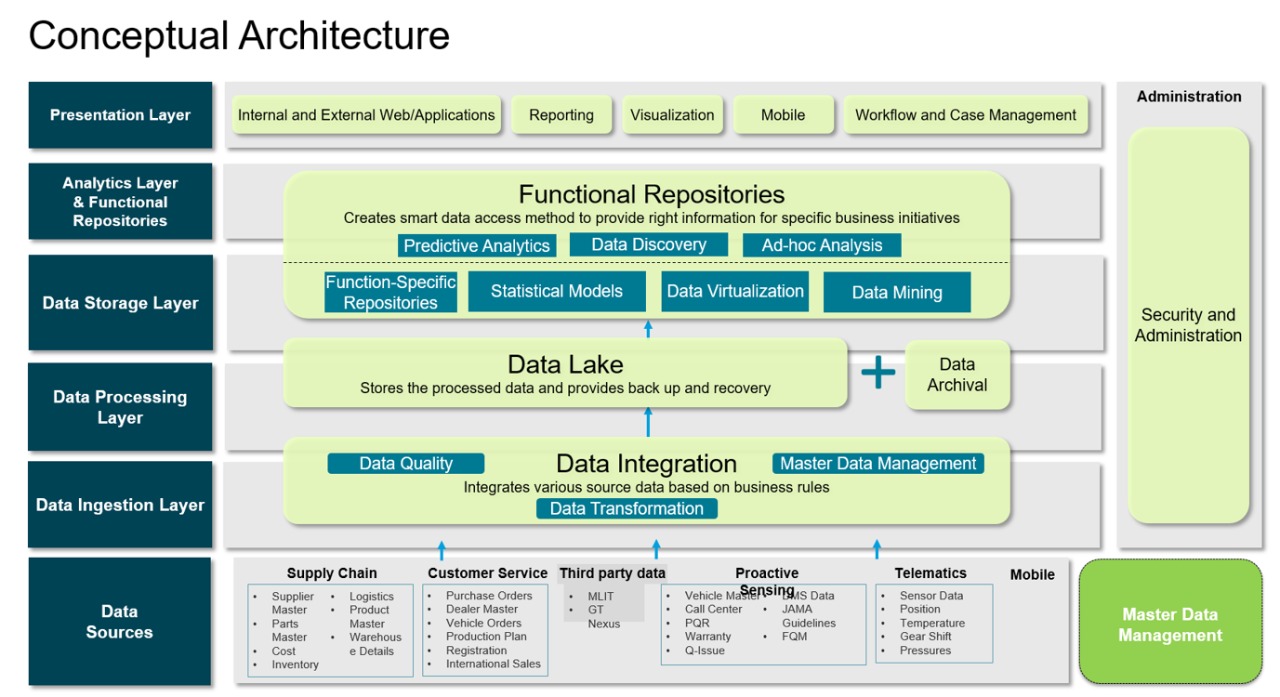 Conceptual Architecture
Presentation Layer
Internal and External Web/Applications
Reporting
Visualization
Mobile
Workflow and Case Management
Administration
Security and
Administration
Analytics Layer
& Functional
Repositories
Functional Repositories
Creates smart data access method to provide right information for specific business initiatives
Predictive Analytics
Data Discovery
Ad-hoc Analysis
Data Storage Layer
Function-Specific
Repositories
Statistical Models
Data Virtualization
Data Mining
Data Lake
Stores the processed data and provides back up and recovery
+
Data
Archival
Data Processing
Layer
Data Quality
Data Integration
Master Data Management
Integrates various source data based on business rules
Data Transformation
Data Ingestion Layer
Data
Sources
Supply Chain
• Supplier
Master
• Parts
Master
• Cost
• Inventory
• Logistics
• Product
Master
• Warehous
e Details
Customer Service
• Purchase Orders
• Dealer Master
• Vehicle Orders
• Production Plan
• Registration
• International Sales
Third party data
• MLIT
• GT
Nexus
Proactive
Sensing
• Vehicle Master
• Call Center
• PQR
• Warranty
• Q-Issue
• DMS Data
• JAMA
Guidelines
• FQM
Telematics
• Sensor Data
• Position
• Temperature
• Gear Shift
• Pressures
Mobile
Master Data
Management